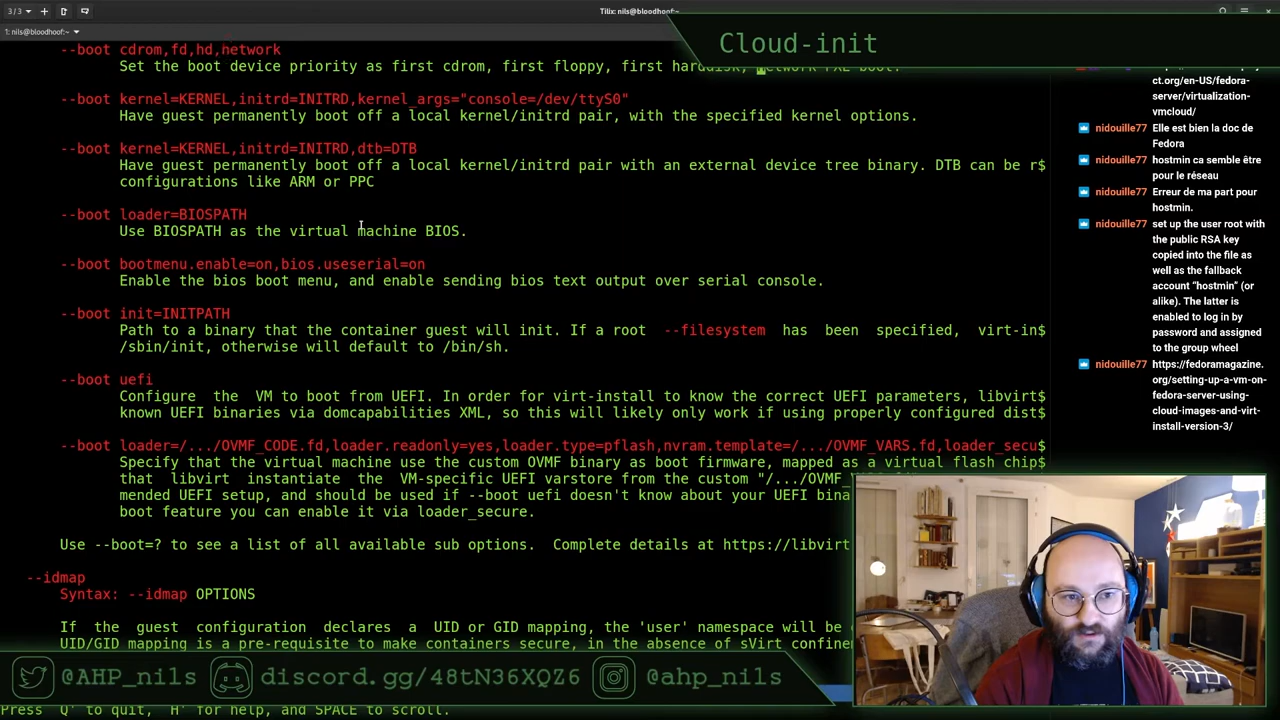 3 / 3
Tilix: nils@bloodhoof:~
1: nils@bloodhoof:~
Cloud-init
--boot cdrom,fd,hd,network
Set the boot device priority as first cdrom, first floppy, first harddisk, network PXE boot.
--boot kernel=KERNEL,initrd=INITRD,kernel_args="console=/dev/ttyS0"
Have guest permanently boot off a local kernel/initrd pair, with the specified kernel options.
--boot kernel=KERNEL,initrd=INITRD,dtb=DTB
Have guest permanently boot off a local kernel/initrd pair with an external device tree binary. DTB can be r$
configurations like ARM or PPC
--boot loader=BIOSPATH
Use BIOSPATH as the virtual machine BIOS.
--boot bootmenu.enable=on,bios.useserial=on
Enable the bios boot menu, and enable sending bios text output over serial console.
--boot init=INITPATH
Path to a binary that the container guest will init. If a root --filesystem has been specified, virt-in$
/sbin/init, otherwise will default to /bin/sh.
--boot uefi
Configure the VM to boot from UEFI. In order for virt-install to know the correct UEFI parameters, libvirt$
known UEFI binaries via domcapabilities XML, so this will likely only work if using properly configured dist$
--boot loader=/.../OVMF_CODE.fd,loader.readonly=yes,loader.type=pflash,nvram.template=/.../OVMF_VARS.fd,loader_secu$
Specify that the virtual machine use the custom OVMF binary as boot firmware, mapped as a virtual flash chip$
that libvirt instantiate the VM-specific UEFI varstore from the custom "/.../OVMF_
mended UEFI setup, and should be used if --boot uefi doesn't know about your UEFI bina
boot feature you can enable it via loader_secure.
Use --boot=? to see a list of all available sub options. Complete details at https://libvirt
--idmap
Syntax: --idmap OPTIONS
If the guest configuration declares a UID or GID mapping, the 'user' namespace will be
UID/GID mapping is a pre-requisite to make containers secure, in the absence of sVirt confine
ct.org/en-US/fedora-
server/virtualization-
vmcloud/
nidouille77 Elle est bien la doc de
Fedora
nidouille77 hostmin ca semble être
pour le réseau
nidouille77 Erreur de ma part pour
hostmin.
nidouille77 set up the user root with
the public RSA key
copied into the file as
well as the fallback
account “hostmin” (or
alike). The latter is
enabled to log in by
password and assigned
to the group wheel
nidouille77 https://fedoramagazine.
org/setting-up-a-vm-on-
fedora-server-using-
cloud-images-and-virt-
install-version-3/
@AHP_nils
discord.gg/48tN36XQZ6
@ahp_nils
Press 'Q' to quit, 'H' for help, and SPACE to scroll.